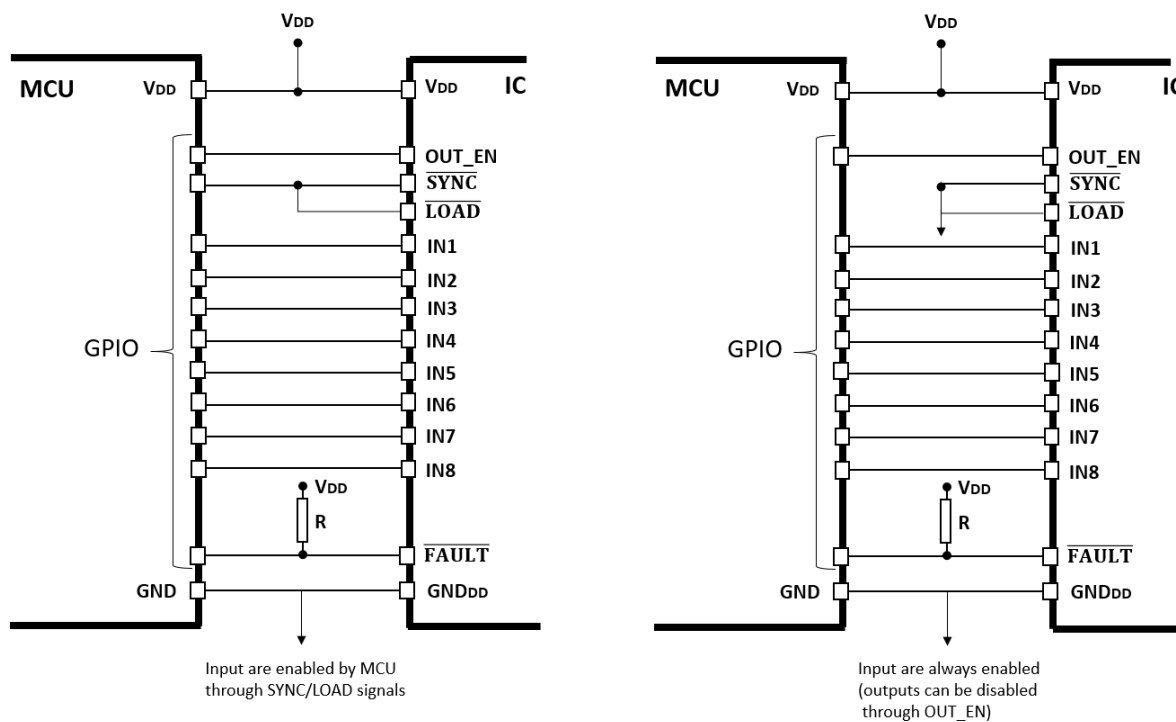 VDD
MCU
VDD
VDD
IC
OUT_EN
SYNC
LOAD
IN1
IN2
IN3
IN4
GPIO
IN5
IN6
IN7
IN8
VDD
R
FAULT
GND
GNDDD
Input are enabled by MCU
through SYNC/LOAD signals
VDD
MCU
VDD
VDD
IC
OUT_EN
SYNC
LOAD
IN1
IN2
IN3
IN4
GPIO
IN5
IN6
IN7
IN8
VDD
R
FAULT
GND
GNDDD
Input are always enabled
(outputs can be disabled
through OUT_EN)